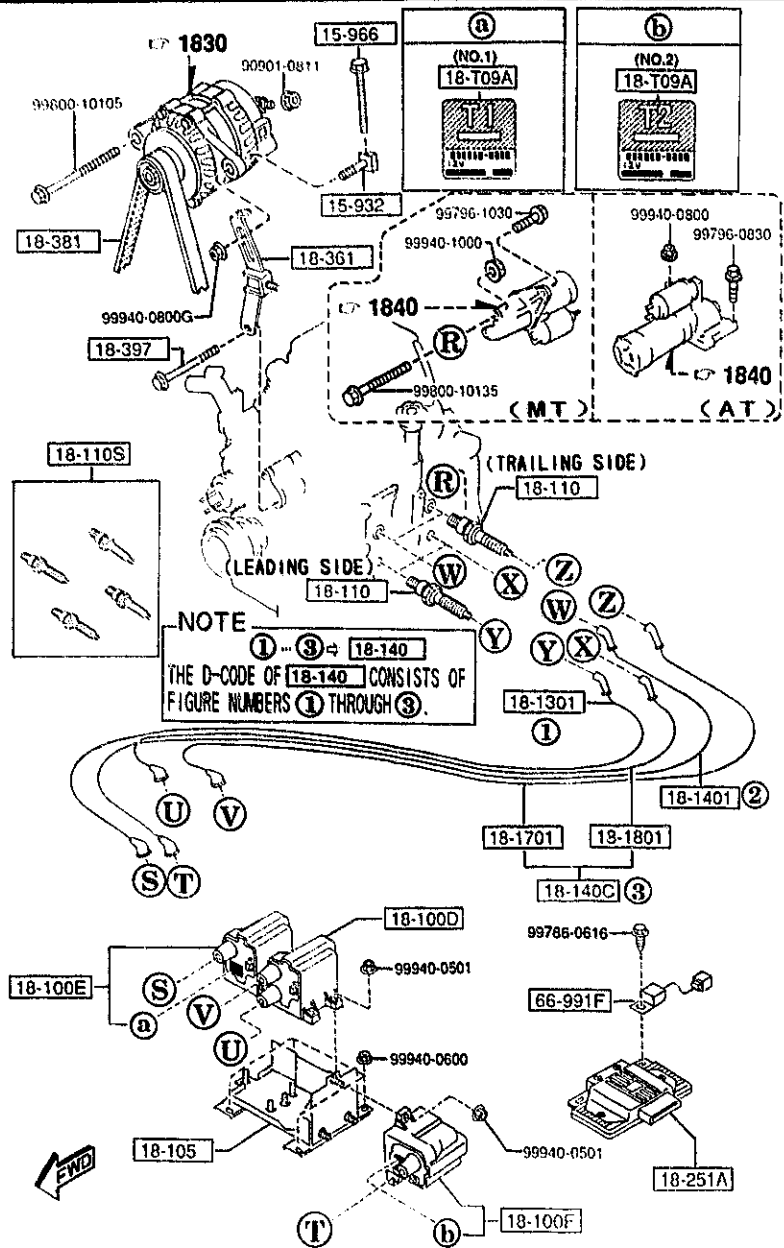 1830
15-966
90901-0811
99800-10105
15-932
18-381
18-361
99940-0800G
18-397
a
(NO.1)
18-T09A
T1
12V
b
(NO.2)
18-T09A
T2
12V
99796-1030
99940-1000
1840
R
99800-10135
(MT)
99940-0800
99796-0830
1840
(AT)
18-110S
(TRAILING SIDE)
R
18-110
(LEADING SIDE)
W
X
Z
18-110
Y
W
Z
Y
X
NOTE
1 - 3 ⇨ 18-140
THE D-CODE OF 18-140 CONSISTS OF
FIGURE NUMBERS 1 THROUGH 3.
18-1301
1
U
V
18-1401 2
18-1701
18-1801
S
T
18-140C 3
18-100D
99786-0616
99940-0501
18-100E
S
66-991F
a
V
U
99940-0600
18-105
99940-0501
FWD
18-251A
T
b
18-100F